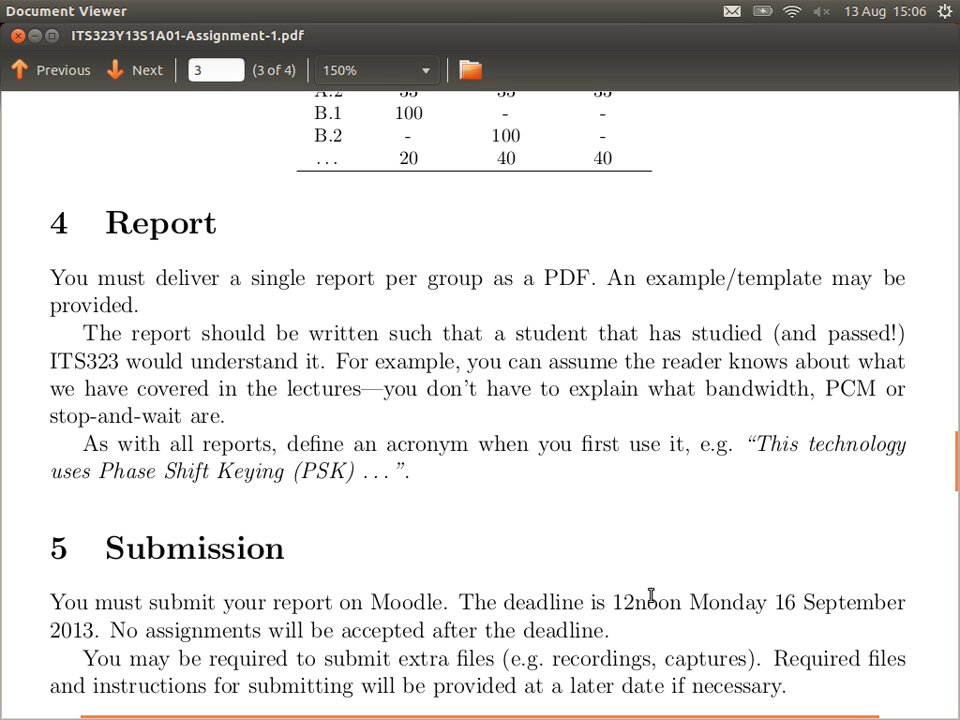 Document Viewer
13 Aug 15:06
ITS323Y13S1A01-Assignment-1.pdf
Previous Next 3 (3 of 4) 150%
B.1 100 - -
B.2 - 100 -
... 20 40 40
4 Report
You must deliver a single report per group as a PDF. An example/template may be
provided.
The report should be written such that a student that has studied (and passed!)
ITS323 would understand it. For example, you can assume the reader knows about what
we have covered in the lectures—you don't have to explain what bandwidth, PCM or
stop-and-wait are.
As with all reports, define an acronym when you first use it, e.g. “This technology
uses Phase Shift Keying (PSK) ...”.
5 Submission
You must submit your report on Moodle. The deadline is 12noon Monday 16 September
2013. No assignments will be accepted after the deadline.
You may be required to submit extra files (e.g. recordings, captures). Required files
and instructions for submitting will be provided at a later date if necessary.